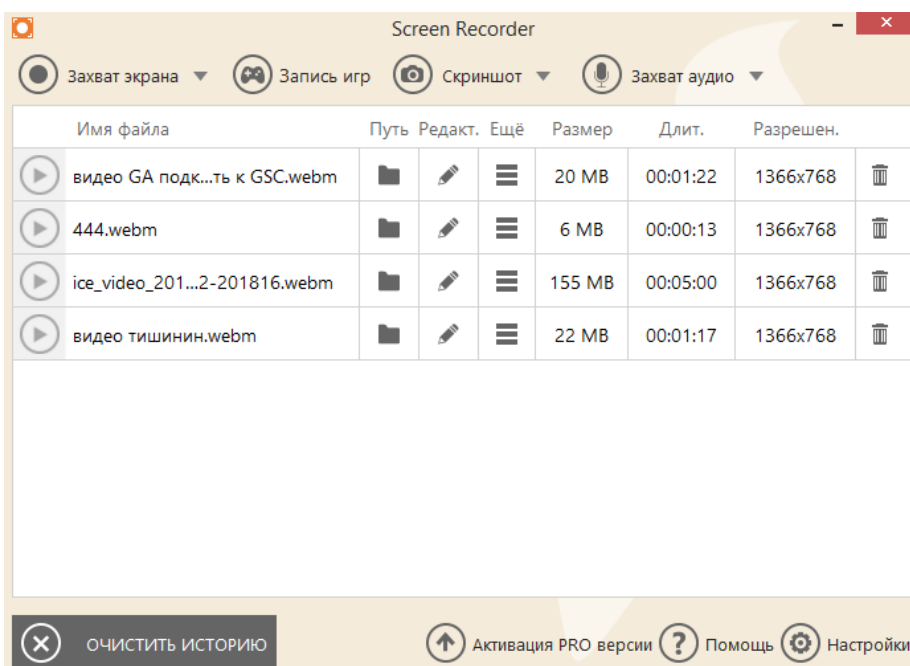 Screen Recorder
Захват экрана Запись игр Скриншот Захват аудио
Имя файла Путь Редакт. Ещё Размер Длит. Разрешен.
видео GA подк...ть к GSC.webm 20 MB 00:01:22 1366x768
444.webm 6 MB 00:00:13 1366x768
ice_video_201...2-201816.webm 155 MB 00:05:00 1366x768
видео тишинин.webm 22 MB 00:01:17 1366x768
ОЧИСТИТЬ ИСТОРИЮ Активация PRO версии ? Помощь Настройки